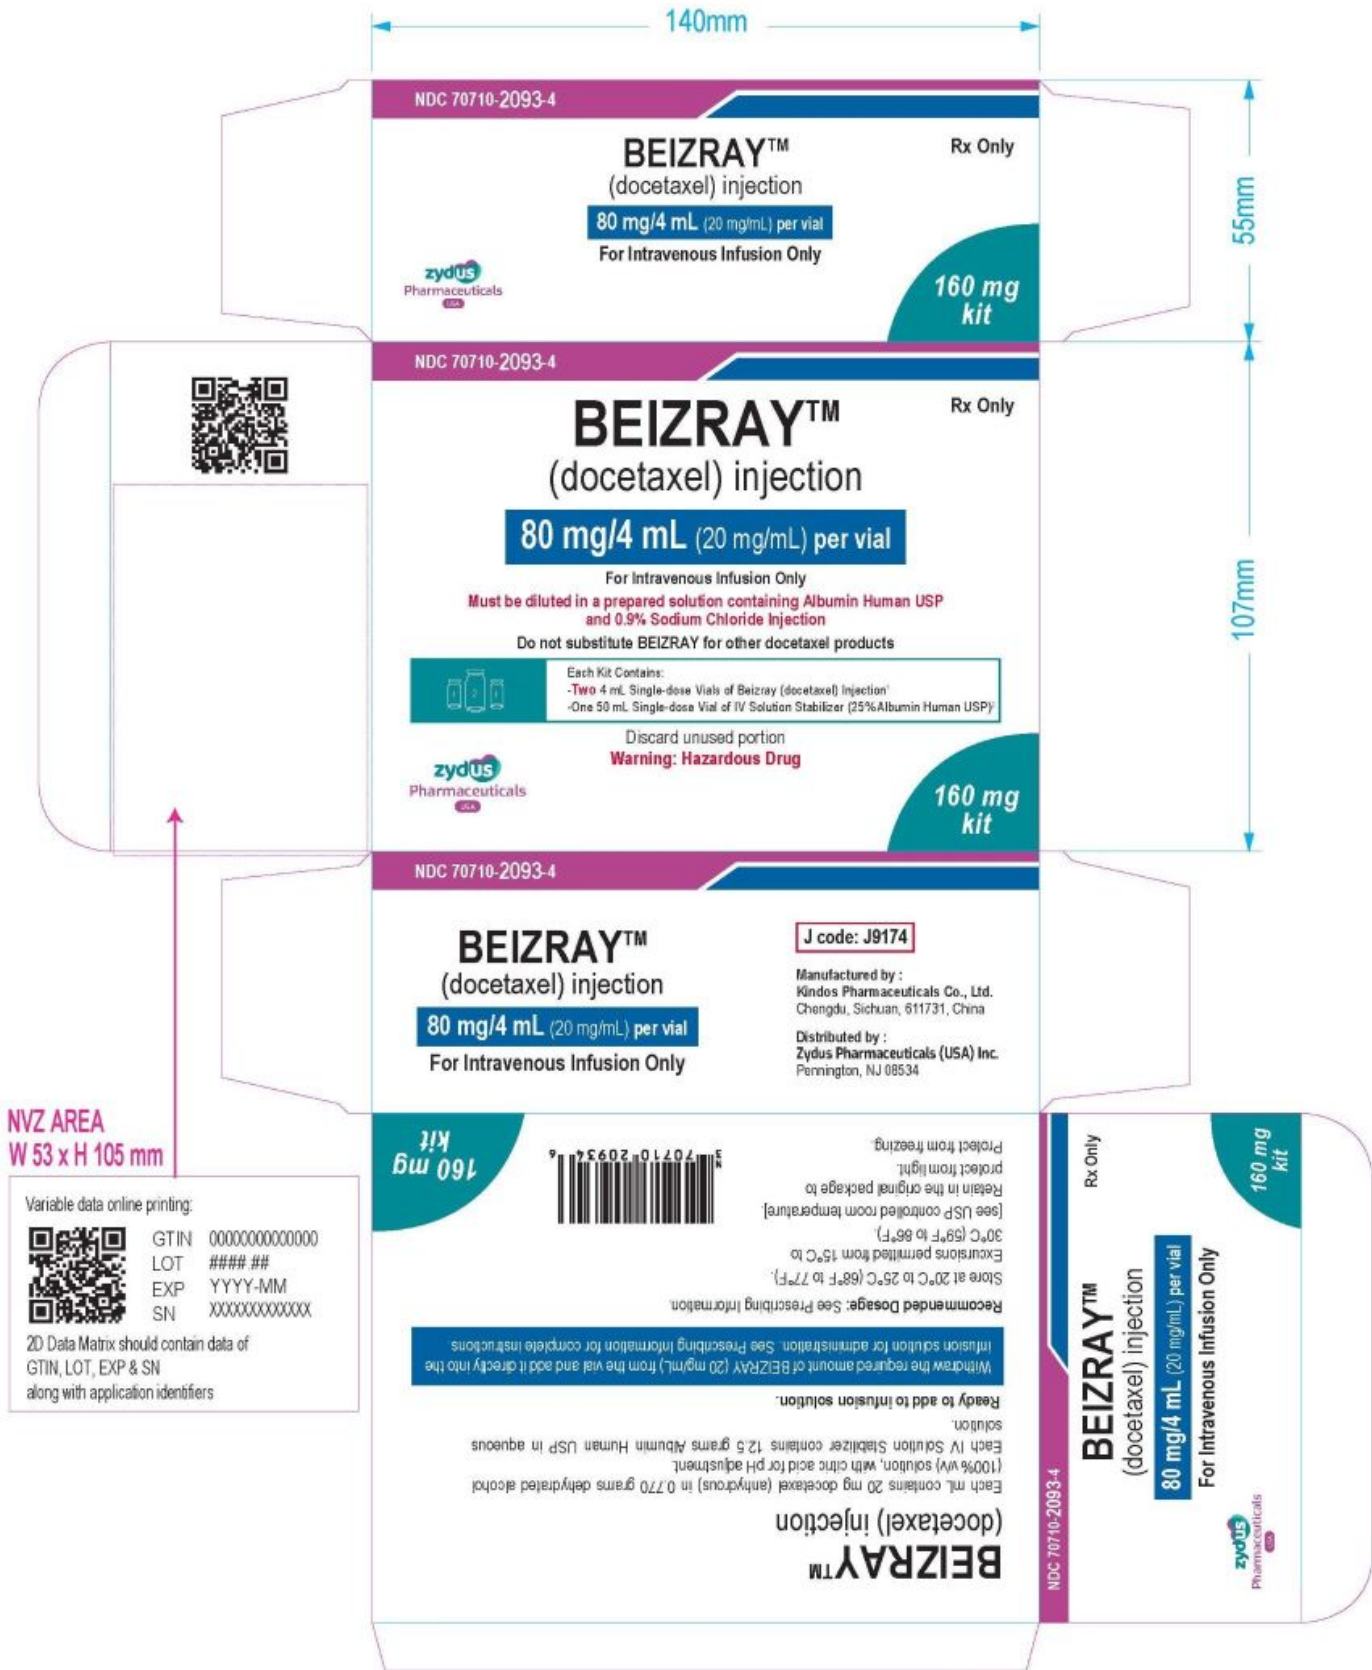 140mm
NDC 70710-2093-4
BEIZRAY™
Rx Only
(docetaxel) injection
80 mg/4 mL (20 mg/mL) per vial
For Intravenous Infusion Only
zydus
Pharmaceuticals
USA
160 mg
kit
55mm
NDC 70710-2093-4
BEIZRAY™
Rx Only
(docetaxel) injection
80 mg/4 mL (20 mg/mL) per vial
For Intravenous Infusion Only
Must be diluted in a prepared solution containing Albumin Human USP
and 0.9% Sodium Chloride Injection
Do not substitute BEIZRAY for other docetaxel products
1 2 1
Each Kit Contains:
-Two 4 mL Single-dose Vials of Beizray (docetaxel) Injection¹
-One 50 mL Single-dose Vial of IV Solution Stabilizer (25%Albumin Human USP)²
Discard unused portion
Warning: Hazardous Drug
zydus
Pharmaceuticals
USA
160 mg
kit
107mm
NDC 70710-2093-4
BEIZRAY™
(docetaxel) injection
80 mg/4 mL (20 mg/mL) per vial
For Intravenous Infusion Only
J code: J9174
Manufactured by :
Kindos Pharmaceuticals Co., Ltd.
Chengdu, Sichuan, 611731, China
Distributed by :
Zydus Pharmaceuticals (USA) Inc.
Pennington, NJ 08534
NVZ AREA
W 53 x H 105 mm
Variable data online printing:
GTIN 00000000000000
LOT ####.##
EXP YYYY-MM
SN XXXXXXXXXXXXX
2D Data Matrix should contain data of
GTIN, LOT, EXP & SN
along with application identifiers
BEIZRAY™
(docetaxel) injection
Each mL contains 20 mg docetaxel (anhydrous) in 0.770 grams dehydrated alcohol
(100% v/v) solution, with citric acid for pH adjustment.
Each IV Solution Stabilizer contains 12.5 grams Albumin Human USP in aqueous
solution.
Ready to add to infusion solution.
Withdraw the required amount of BEIZRAY (20 mg/mL) from the vial and add it directly into the
infusion solution for administration. See Prescribing Information for complete instructions
Recommended Dosage: See Prescribing Information.
Store at 20°C to 25°C (68°F to 77°F).
Excursions permitted from 15°C to
30°C (59°F to 86°F).
[see USP controlled room temperature].
Retain in the original package to
protect from light.
Protect from freezing.
N
3 70710 20934 6
160 mg
kit
NDC 70710-2093-4
BEIZRAY™
Rx Only
(docetaxel) injection
80 mg/4 mL (20 mg/mL) per vial
For Intravenous Infusion Only
zydus
Pharmaceuticals
USA
160 mg
kit